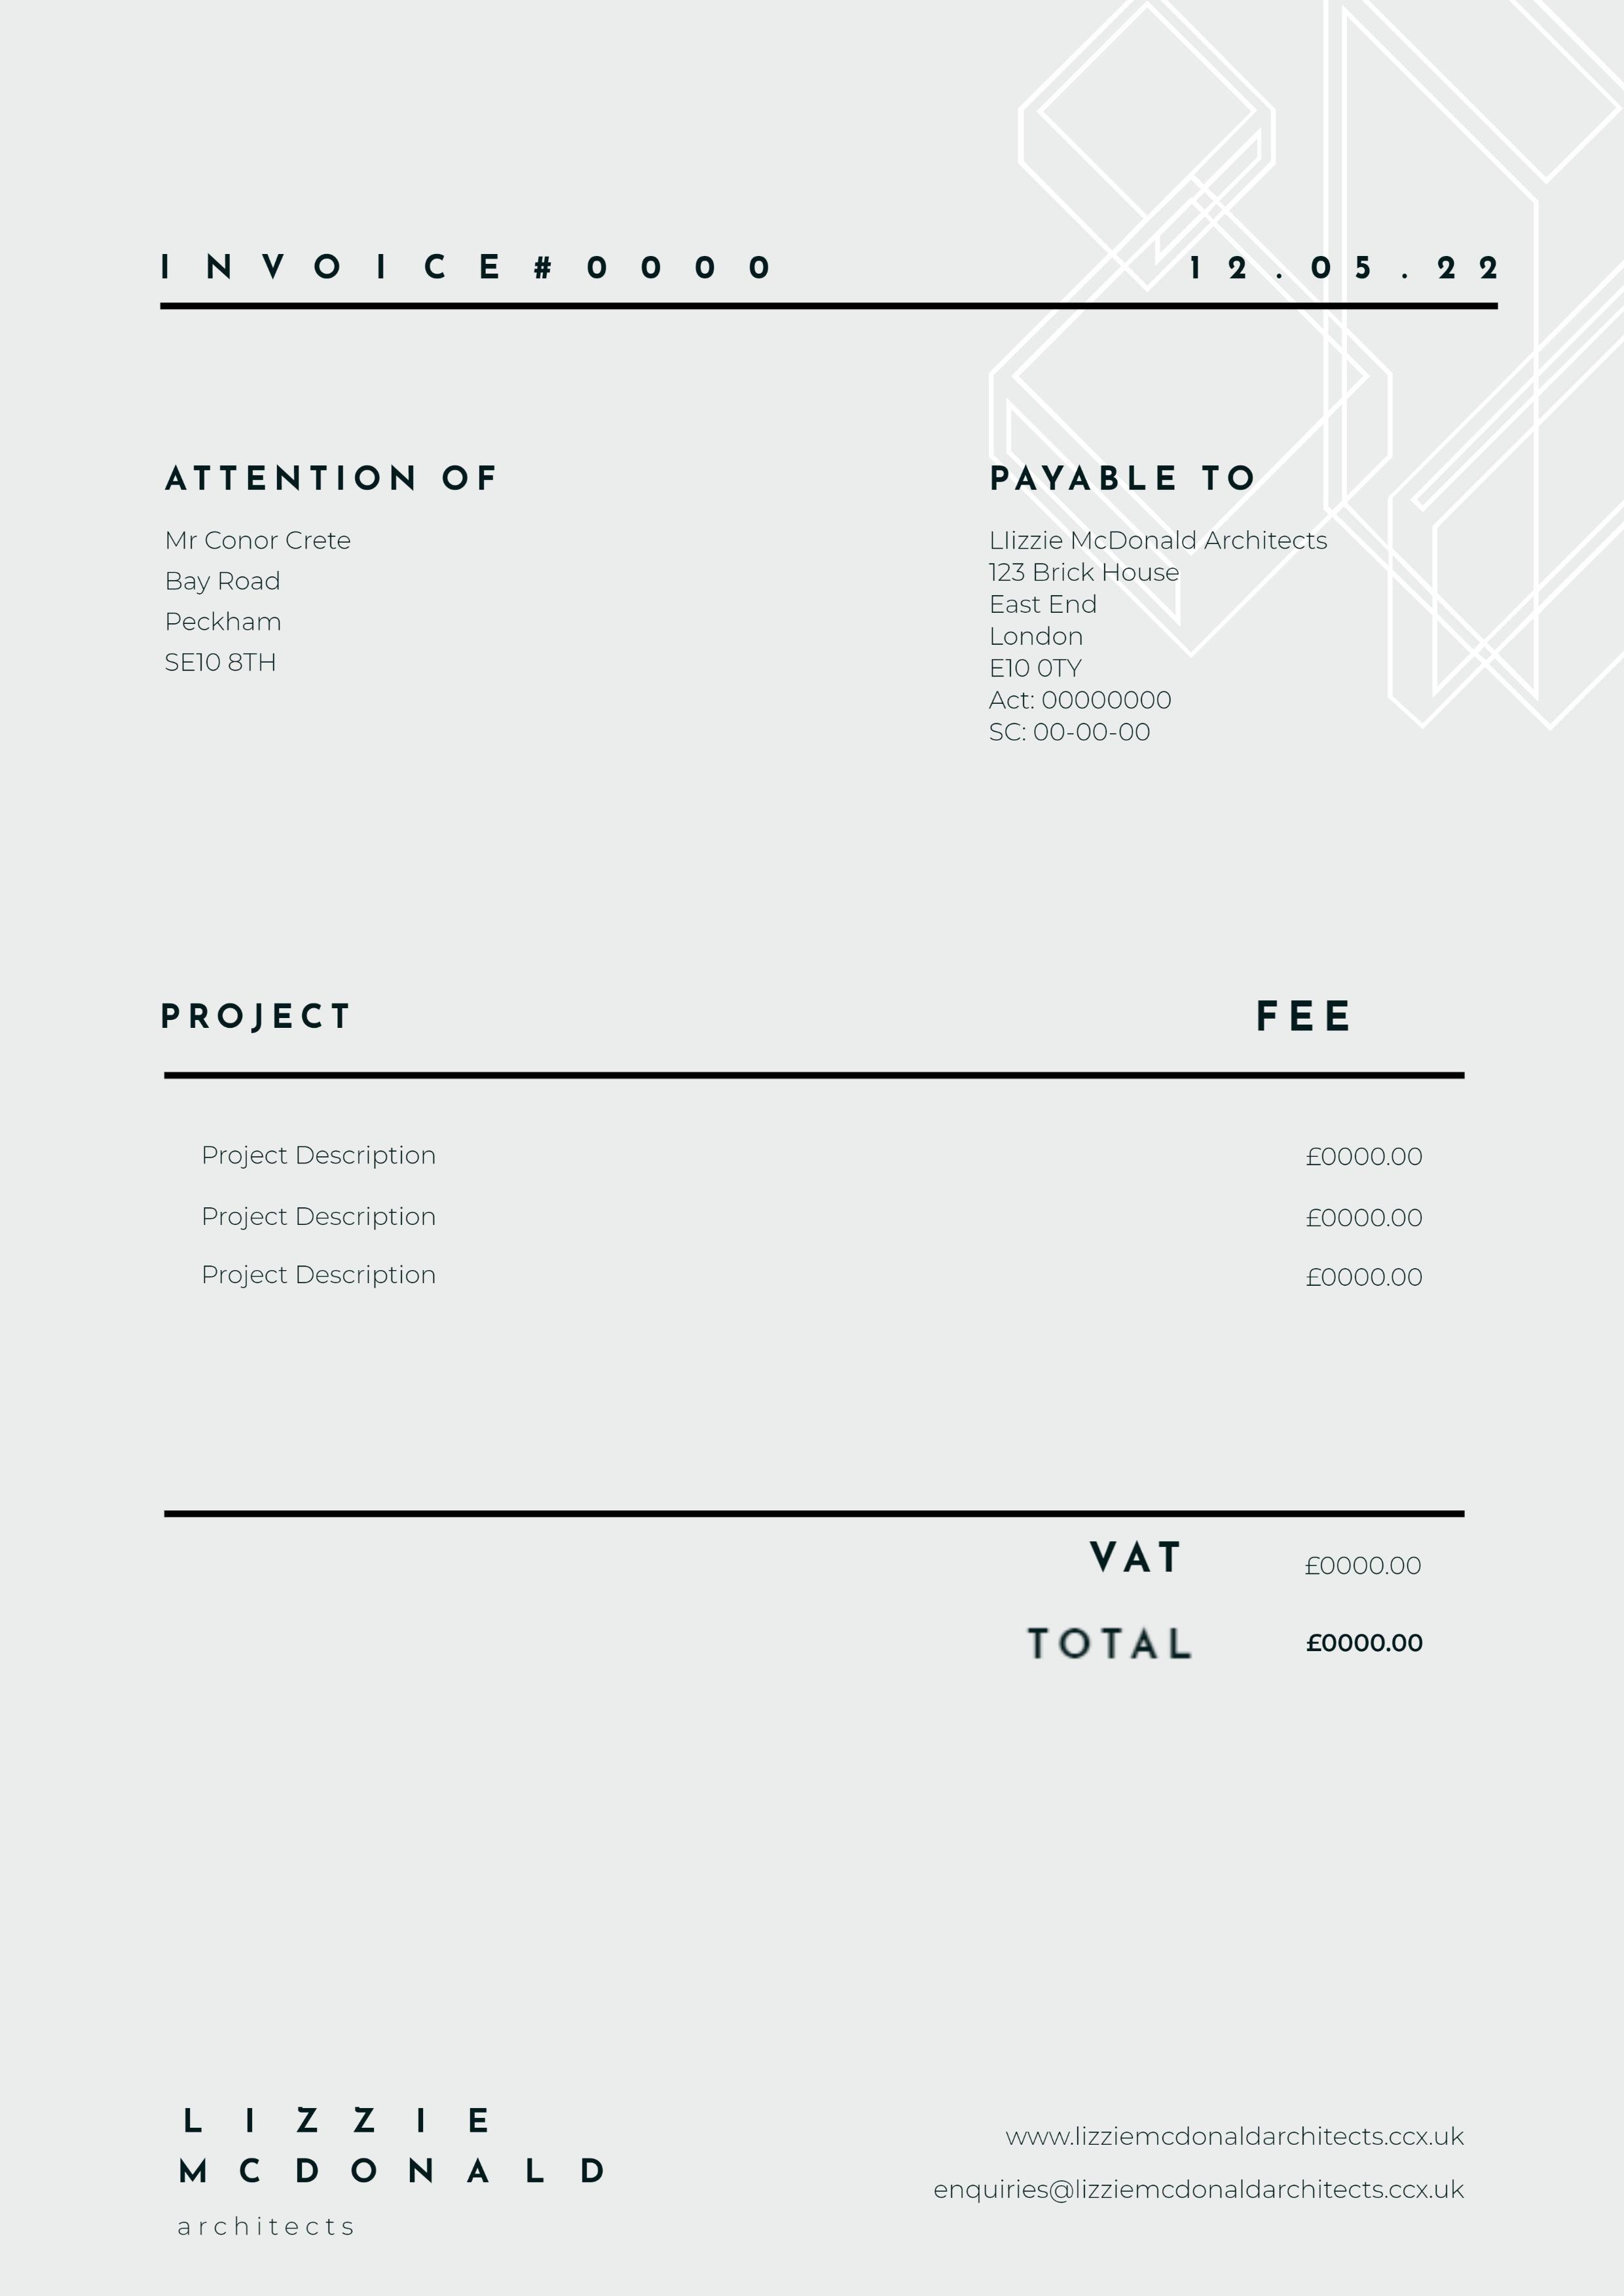 INVOICE#0000
12.05.22
ATTENTION OF
Mr Conor Crete
Bay Road
Peckham
SE10 8TH
PAYABLE TO
LIizzie McDonald Architects
123 Brick House
East End
London
E10 0TY
Act: 00000000
SC: 00-00-00
PROJECT FEE
Project Description £0000.00
Project Description £0000.00
Project Description £0000.00
VAT £0000.00
TOTAL £0000.00
LIZZIE
MCDONALD
architects
www.lizziemcdonaldarchitects.ccx.uk
enquiries@lizziemcdonaldarchitects.ccx.uk